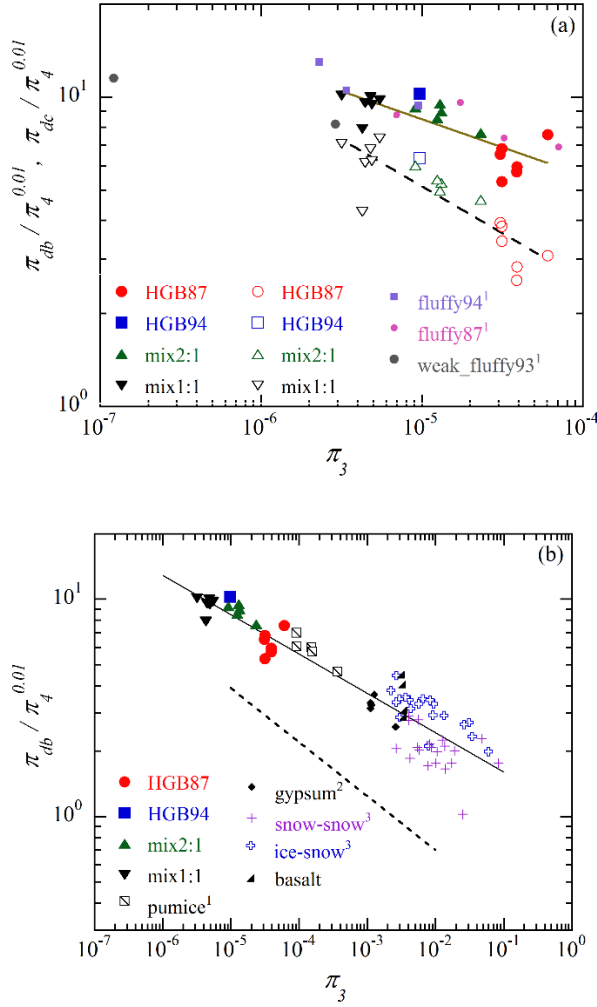 (a)
π_db / π_4^0.01 , π_dc / π_4^0.01
10^1
10^0
HGB87 HGB87 fluffy94^1
HGB94 HGB94 fluffy87^1
mix2:1 mix2:1 weak_fluffy93^1
mix1:1 mix1:1
10^-7 10^-6 10^-5 10^-4
π_3
(b)
π_db / π_4^0.01
10^1
10^0
HGB87 gypsum^2
HGB94 snow-snow^3
mix2:1 ice-snow^3
mix1:1 basalt
pumice^1
10^-7 10^-6 10^-5 10^-4 10^-3 10^-2 10^-1 10^0
π_3